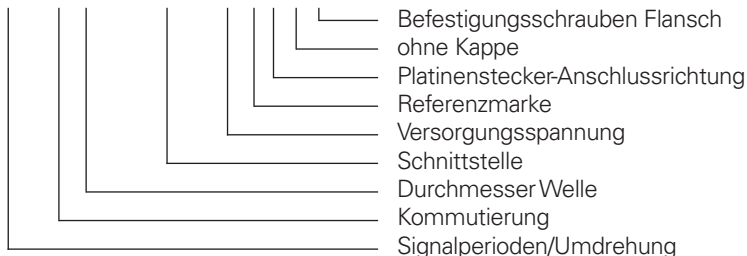 Befestigungsschrauben Flansch
ohne Kappe
Platinenstecker-Anschlussrichtung
Referenzmarke
Versorgungsspannung
Schnittstelle
Durchmesser Welle
Kommutierung
Signalperioden/Umdrehung